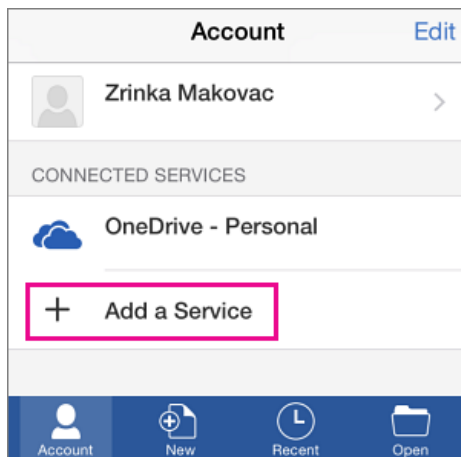 Account Edit
Zrinka Makovac
CONNECTED SERVICES
OneDrive - Personal
+ Add a Service
Account New Recent Open